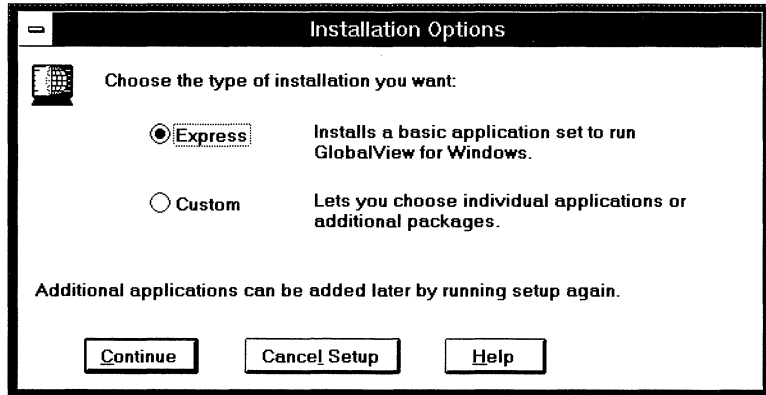 Installation Options
Choose the type of installation you want:
Express
Installs a basic application set to run
GlobalView for Windows.
Custom
Lets you choose individual applications or
additional packages.
Additional applications can be added later by running setup again.
Continue
Cancel Setup
Help